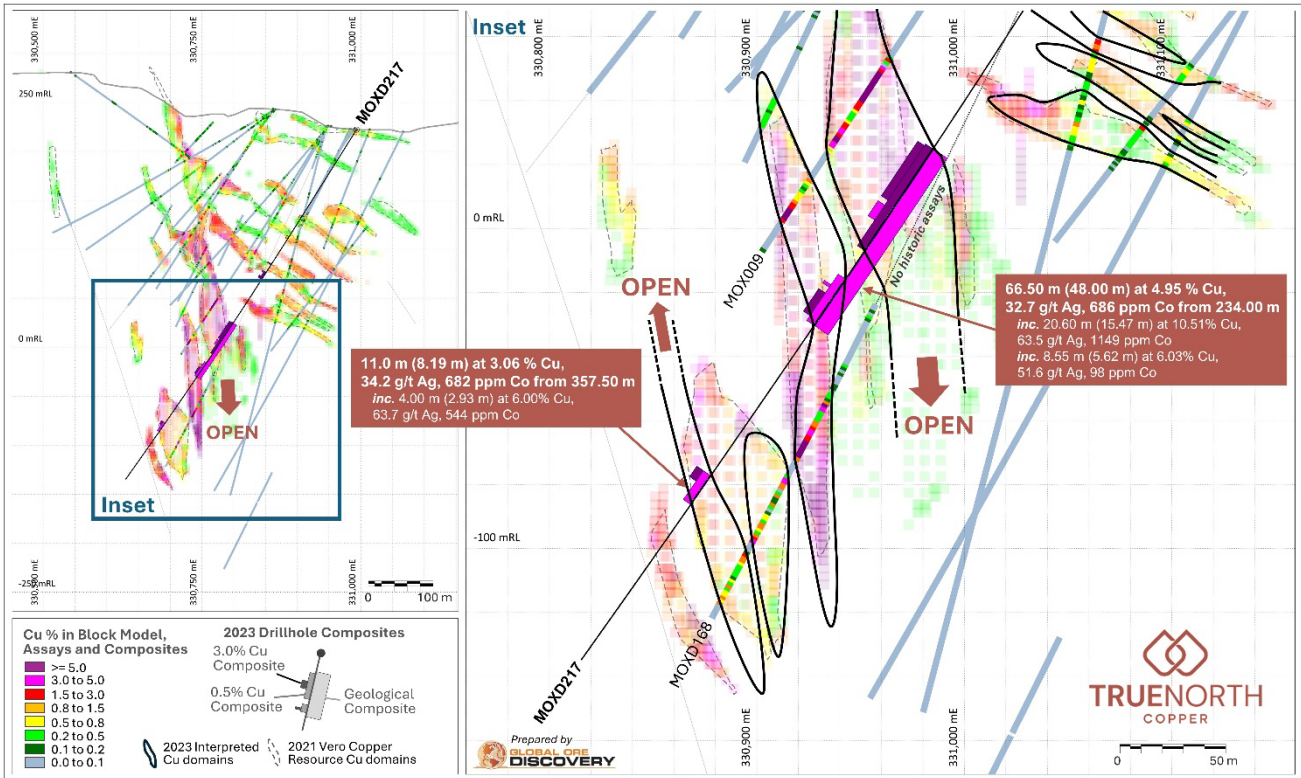 330,500 mE
330,750 mE
331,000 mE
MOXD217
250 mRL
0 mRL
OPEN
Inset
-250 mRL
330,750 mE
331,000 mE
0 100 m
Cu % in Block Model,
Assays and Composites
>= 5.0
3.0 to 5.0
1.5 to 3.0
0.8 to 1.5
0.5 to 0.8
0.2 to 0.5
0.1 to 0.2
0.0 to 0.1
2023 Drillhole Composites
3.0% Cu
Composite
0.5% Cu
Composite
Geological
Composite
2023 Interpreted
Cu domains
2021 Vero Copper
Resource Cu domains
Inset
330,800 mE
330,900 mE
331,000 mE
331,100 mE
0 mRL
No historic assays
MOX009
OPEN
66.50 m (48.00 m) at 4.95 % Cu,
32.7 g/t Ag, 686 ppm Co from 234.00 m
inc. 20.60 m (15.47 m) at 10.51% Cu,
63.5 g/t Ag, 1149 ppm Co
inc. 8.55 m (5.62 m) at 6.03% Cu,
51.6 g/t Ag, 98 ppm Co
11.0 m (8.19 m) at 3.06 % Cu,
34.2 g/t Ag, 682 ppm Co from 357.50 m
inc. 4.00 m (2.93 m) at 6.00% Cu,
63.7 g/t Ag, 544 ppm Co
OPEN
-100 mRL
MOXD168
MOXD217
330,900 mE
331,000 mE
Prepared by
GLOBAL ORE
DISCOVERY
TRUENORTH
COPPER
0 50 m